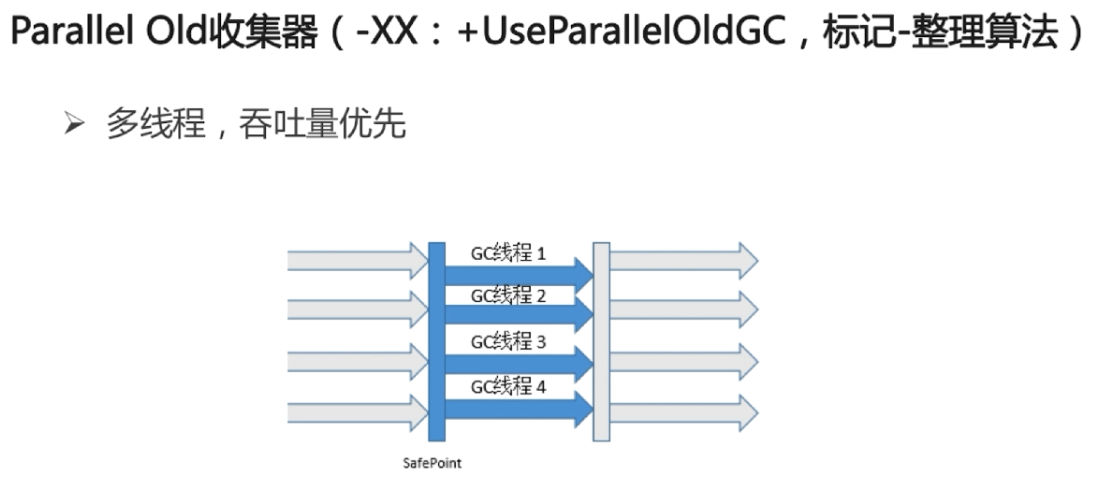 Parallel Old收集器（-XX：+UseParallelOldGC，标记-整理算法）
➢ 多线程，吞吐量优先
GC线程 1
GC线程 2
GC线程 3
GC线程 4
SafePoint